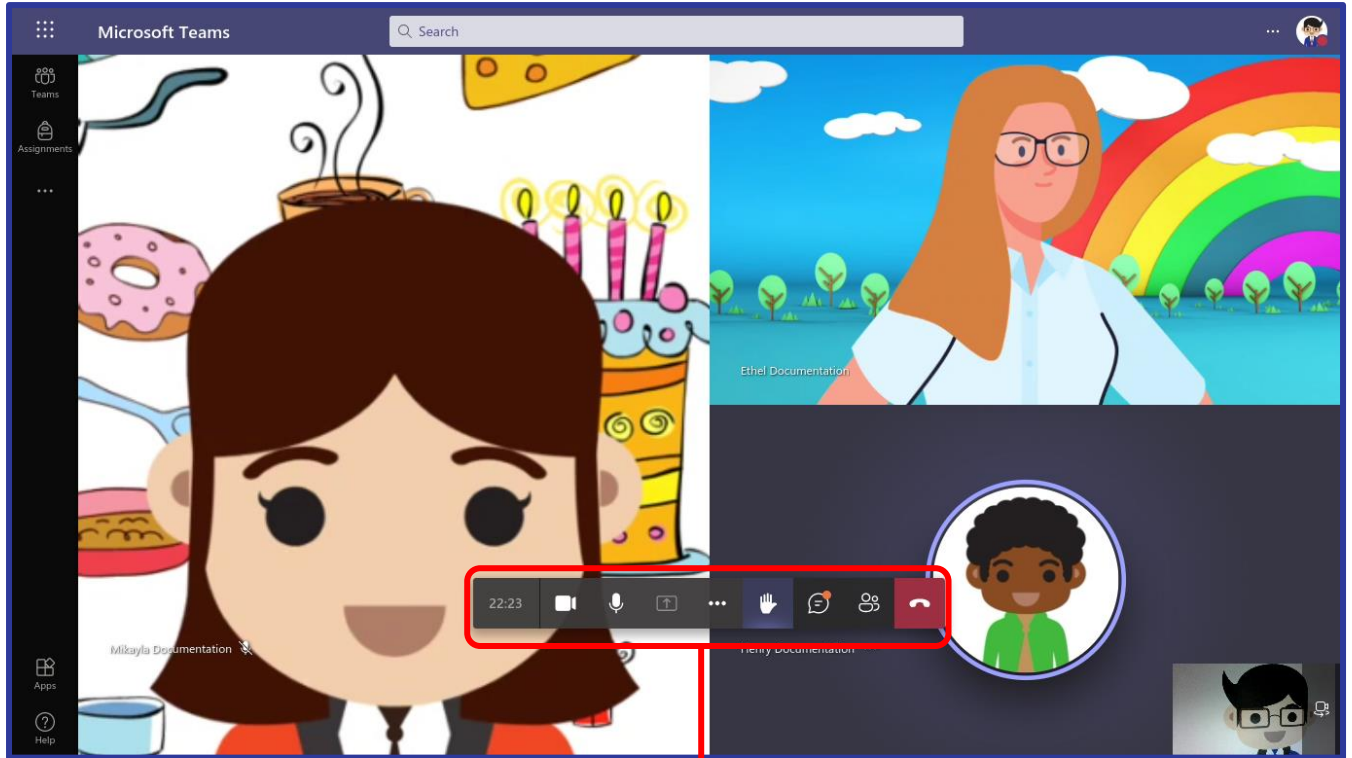 Microsoft Teams
Search
Teams
Assignments
Ethel Documentation
22:23
Mikayla Documentation
Henry Documentation
Apps
Help